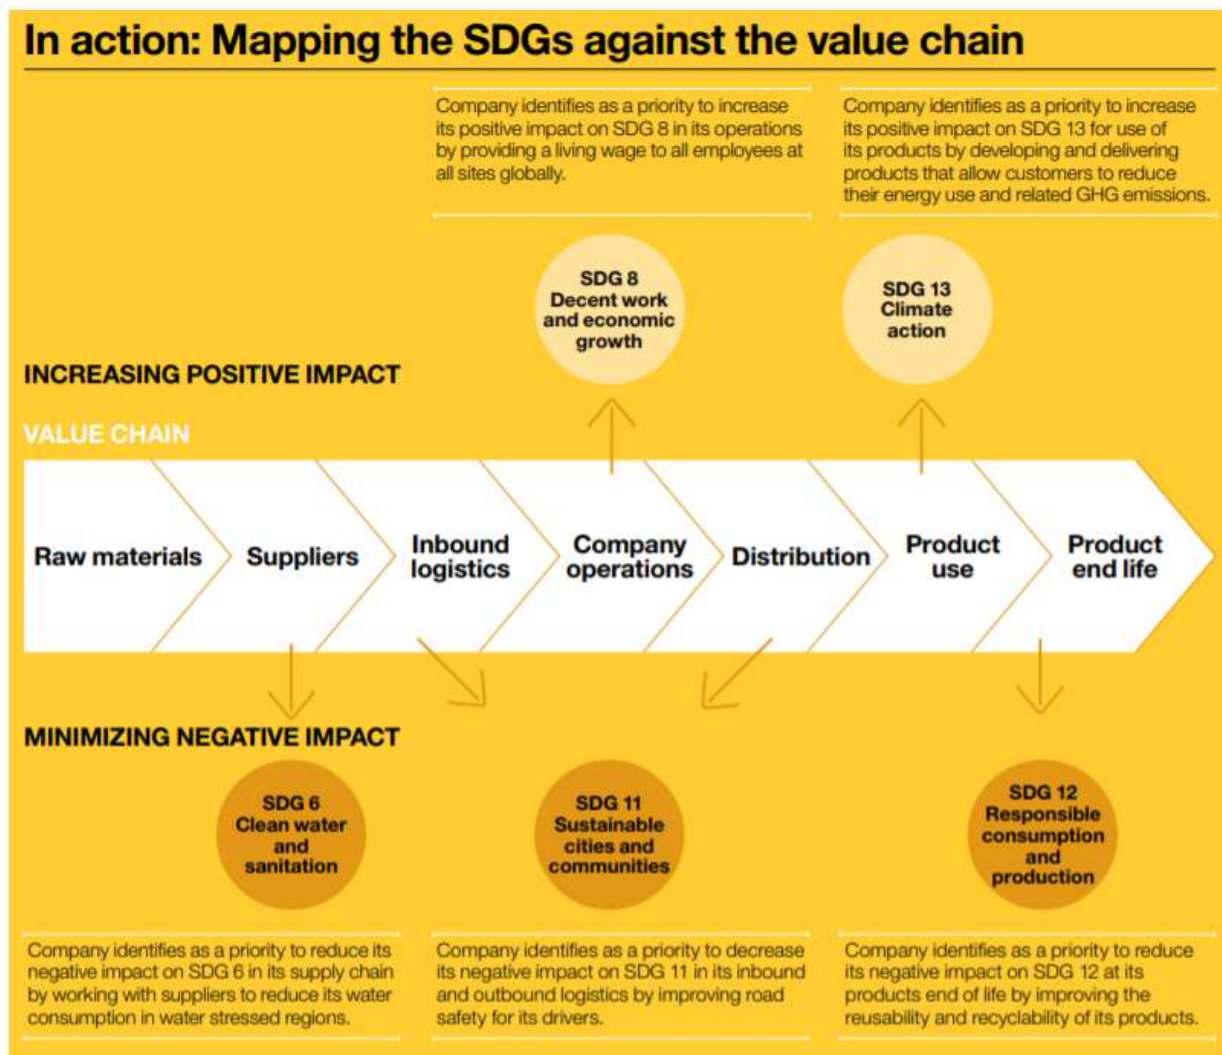 In action: Mapping the SDGs against the value chain
Company identifies as a priority to increase
its positive impact on SDG 8 in its operations
by providing a living wage to all employees at
all sites globally.
Company identifies as a priority to increase
its positive impact on SDG 13 for use of
its products by developing and delivering
products that allow customers to reduce
their energy use and related GHG emissions.
SDG 8
Decent work
and economic
growth
SDG 13
Climate
action
INCREASING POSITIVE IMPACT
VALUE CHAIN
Raw materials
Suppliers
Inbound
logistics
Company
operations
Distribution
Product
use
Product
end life
MINIMIZING NEGATIVE IMPACT
SDG 6
Clean water
and
sanitation
SDG 11
Sustainable
cities and
communities
SDG 12
Responsible
consumption
and
production
Company identifies as a priority to reduce its
negative impact on SDG 6 in its supply chain
by working with suppliers to reduce its water
consumption in water stressed regions.
Company identifies as a priority to decrease
its negative impact on SDG 11 in its inbound
and outbound logistics by improving road
safety for its drivers.
Company identifies as a priority to reduce
its negative impact on SDG 12 at its
products end of life by improving the
reusability and recyclability of its products.